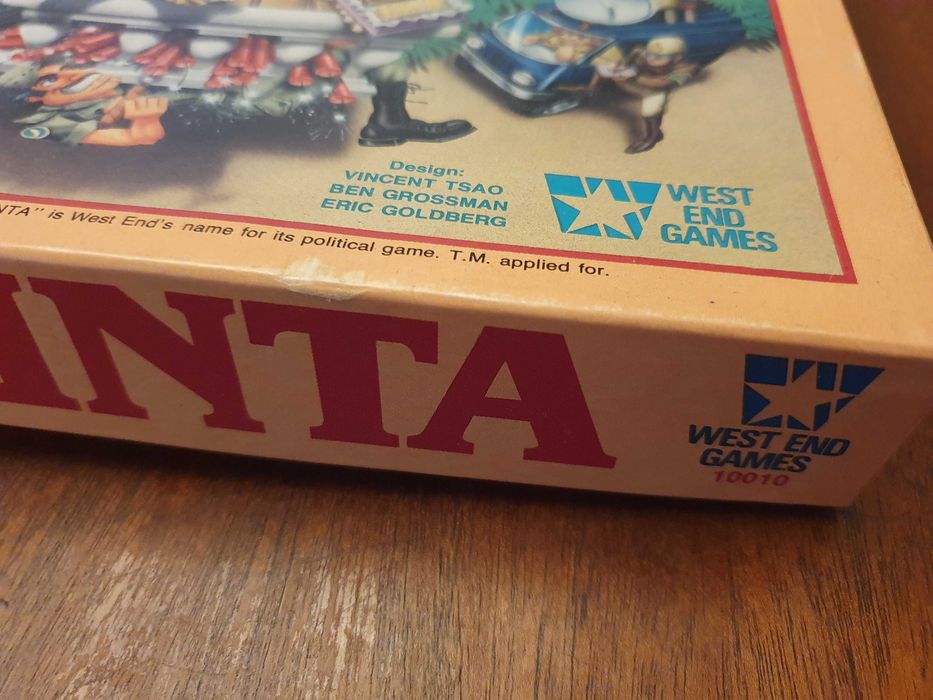 Design:
VINCENT TSAO
BEN GROSSMAN
ERIC GOLDBERG
WEST
END
GAMES
NTA" is West End's name for its political game. T.M. applied for.
INTA
WEST END
GAMES
10010